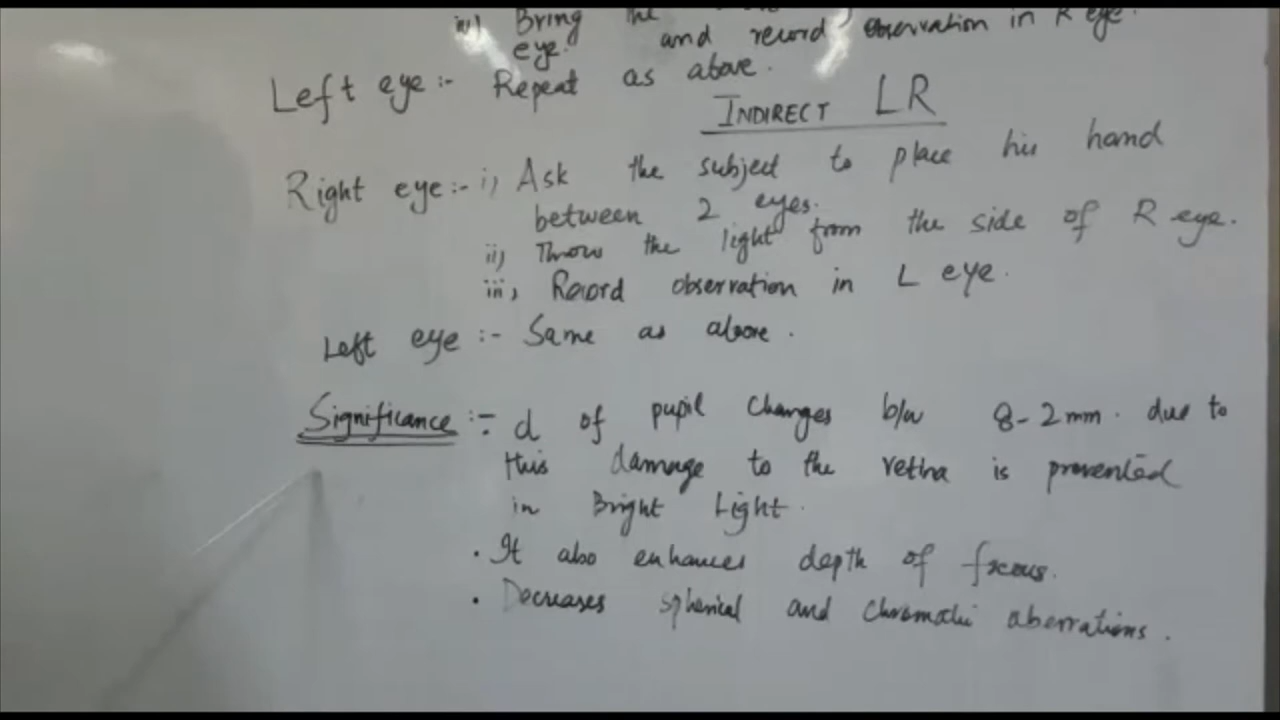 iv) Bring the
eye. and record observation in R eye.
Left eye :- Repeat as above.
INDIRECT LR
Right eye:- i) Ask the subject to place his hand
between 2 eyes.
ii) Throw the light from the side of R eye.
iii) Record observation in L eye.
Left eye :- Same as above.
Significance :- d of pupil changes b/w 8-2mm. due to
this damage to the retina is prevented
in Bright Light.
• It also enhances depth of focus.
• Decreases spherical and chromatic aberrations.